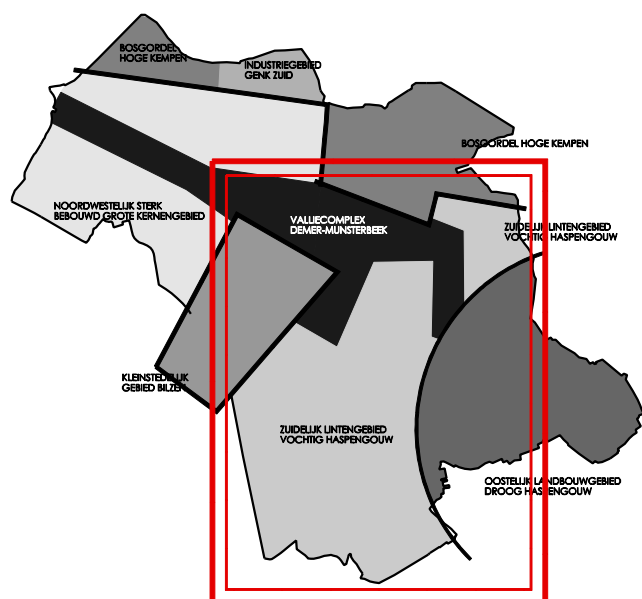 BOSGORDEL
HOGE KEMPEN
INDUSTRIEGEBIED
GENK ZUID
BOSGORDEL HOGE KEMPEN
NOORDWESTELIJK STERK
BEBOUWD GROTE KERNENGEBIED
VALLIECOMPLEX
DEMER-MUNSTERBEEK
ZUIDELIJK LINTENGEBIED
VOCHTIG HASPENGOUW
KLEINSTEDELIJK
GEBIED BILZEN
ZUIDELIJK LINTENGEBIED
VOCHTIG HASPENGOUW
OOSTELIJK LANDBOUWGEBIED
DROOG HASPENGOUW